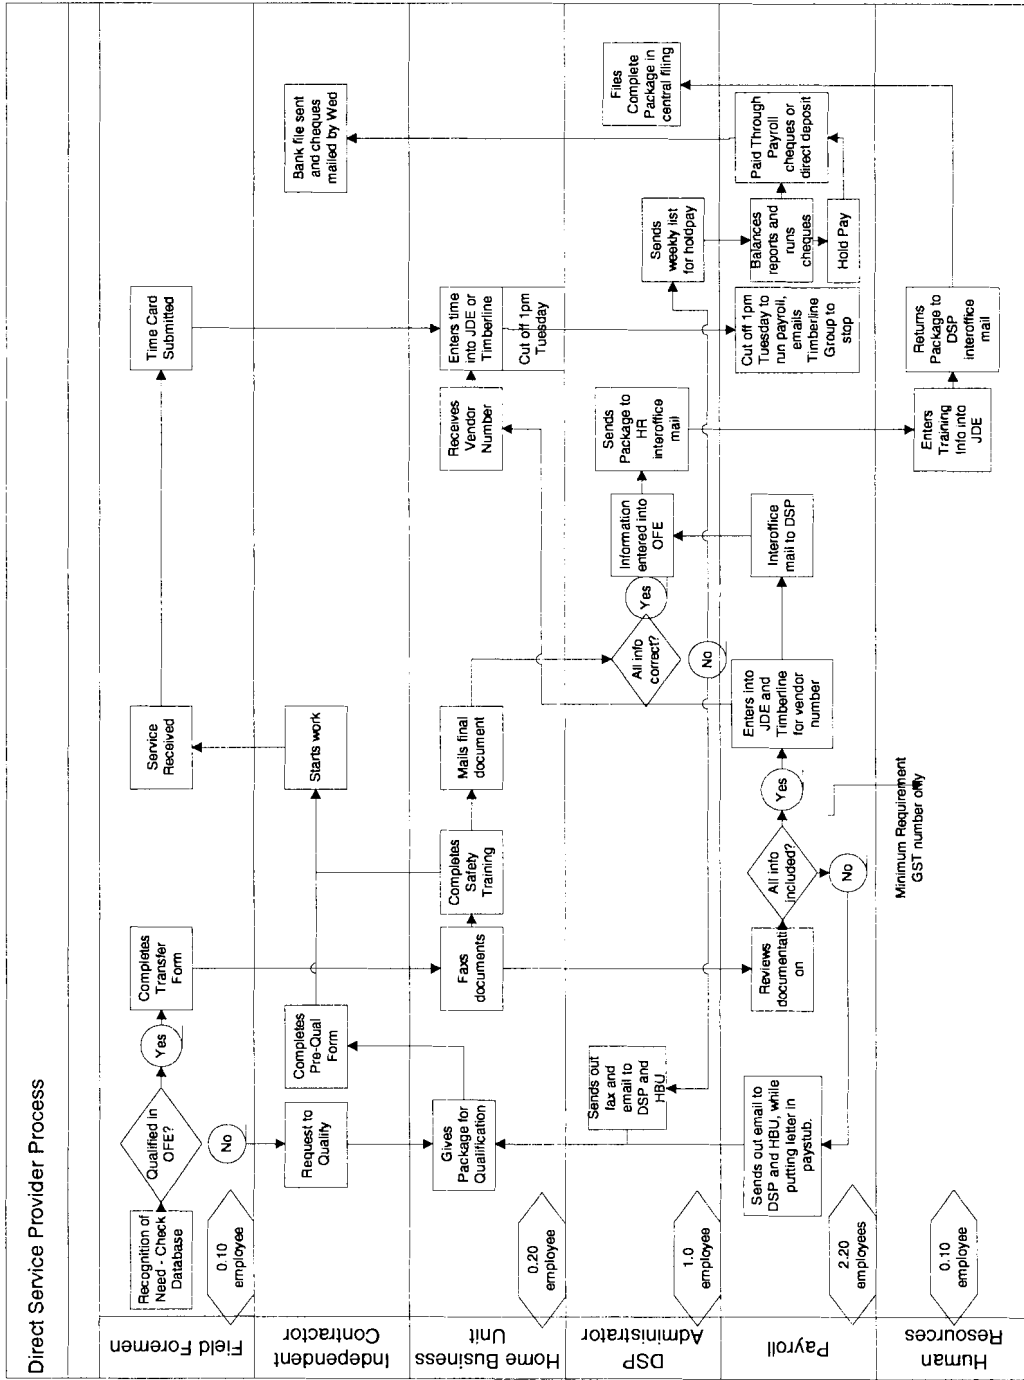 Direct Service Provider Process
Field Foremen
0.10
employee
Recognition of
Need - Check
Database
Qualified in
OFE?
Yes
No
Completes
Transfer
Form
Service
Received
Time Card
Submitted
Independent
Contractor
Request to
Qualify
Completes
Pre-Qual
Form
Starts work
Bank file sent
and cheques
mailed by Wed
Home Business
Unit
0.20
employee
Gives
Package for
Qualification
Faxs
documents
Completes
Safety
Training
Mails final
document
Receives
Vendor
Number
Enters time
into JDE or
Timberline
Cut off 1pm
Tuesday
DSP
Administrator
1.0
employee
Sends out
fax and
email to
DSP and
HBU
All info
correct?
Yes
No
Information
entered into
OFE
Sends
Package to
HR
interoffice
mail
Sends
weekly list
for holdpay
Files
Complete
Package in
central filing
Payroll
2.20
employees
Sends out email to
DSP and HBU, while
putting letter in
paystub.
Reviews
documentati
on
All info
included?
Yes
No
Enters into
JDE and
Timberline
for vendor
number
Interoffice
mail to DSP
Cut off 1pm
Tuesday to
run payroll,
emails
Timberline
Group to
stop
Balances
reports and
runs
cheques
Hold Pay
Paid Through
Payroll
cheques or
direct deposit
Human
Resources
0.10
employee
Minimum Requirement
GST number only
Enters
Training
Info into
JDE
Returns
Package to
DSP
interoffice
mail